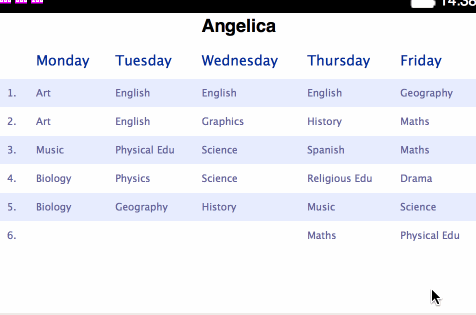 14:38
Angelica
Monday Tuesday Wednesday Thursday Friday
1. Art English English English Geography
2. Art English Graphics History Maths
3. Music Physical Edu Science Spanish Maths
4. Biology Physics Science Religious Edu Drama
5. Biology Geography History Music Science
6. Maths Physical Edu